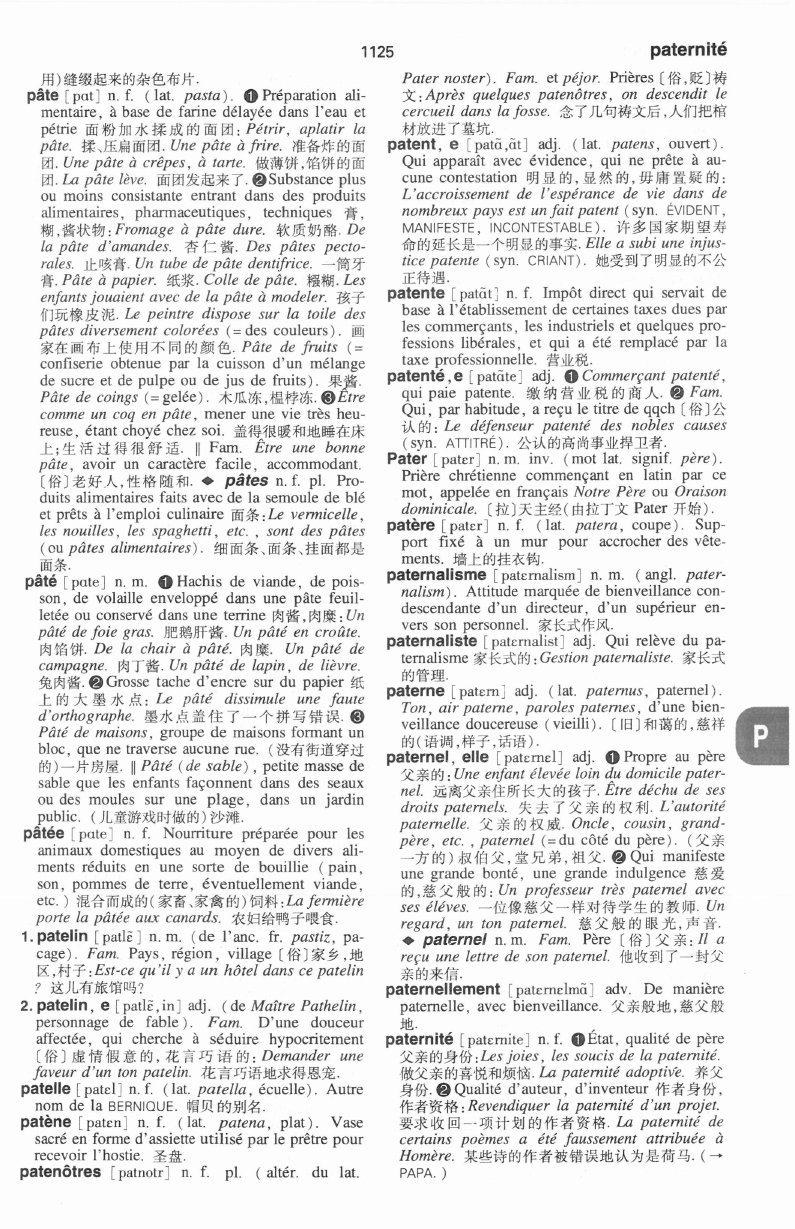 1125
paternité
用)缝缀起来的杂色布片.
pâte [pɑt] n. f. (lat. pasta). ❶ Préparation ali-
mentaire, à base de farine délayée dans l'eau et
pétrie 面粉加水揉成的面团: Pétrir, aplatir la
pâte. 揉、压扁面团. Une pâte à frire. 准备炸的面
团. Une pâte à crêpes, à tarte. 做薄饼,馅饼的面
团. La pâte lève. 面团发起来了. ❷ Substance plus
ou moins consistante entrant dans des produits
alimentaires, pharmaceutiques, techniques 膏,
糊,酱状物: Fromage à pâte dure. 软质奶酪. De
la pâte d'amandes. 杏仁酱. Des pâtes pecto-
rales. 止咳膏. Un tube de pâte dentifrice. 一筒牙
膏. Pâte à papier. 纸浆. Colle de pâte. 糨糊. Les
enfants jouaient avec de la pâte à modeler. 孩子
们玩橡皮泥. Le peintre dispose sur la toile des
pâtes diversement colorées (= des couleurs). 画
家在画布上使用不同的颜色. Pâte de fruits (=
confiserie obtenue par la cuisson d'un mélange
de sucre et de pulpe ou de jus de fruits). 果酱.
Pâte de coings (= gelée). 木瓜冻,榅桲冻. ❸ Être
comme un coq en pâte, mener une vie très heu-
reuse, étant choyé chez soi. 盖得很暖和地睡在床
上;生活过得很舒适. ‖ Fam. Être une bonne
pâte, avoir un caractère facile, accommodant.
〔俗〕老好人,性格随和. ◆ pâtes n. f. pl. Pro-
duits alimentaires faits avec de la semoule de blé
et prêts à l'emploi culinaire 面条: Le vermicelle,
les nouilles, les spaghetti, etc. , sont des pâtes
(ou pâtes alimentaires). 细面条、面条、挂面都是
面条.
pâté [pɑte] n. m. ❶ Hachis de viande, de pois-
son, de volaille enveloppé dans une pâte feuil-
letée ou conservé dans une terrine 肉酱,肉糜: Un
pâté de foie gras. 肥鹅肝酱. Un pâté en croûte.
肉馅饼. De la chair à pâté. 肉糜. Un pâté de
campagne. 肉丁酱. Un pâté de lapin, de lièvre.
兔肉酱. ❷ Grosse tache d'encre sur du papier 纸
上的大墨水点: Le pâté dissimule une faute
d'orthographe. 墨水点盖住了一个拼写错误. ❸
Pâté de maisons, groupe de maisons formant un
bloc, que ne traverse aucune rue. (没有街道穿过
的)一片房屋. ‖ Pâté (de sable), petite masse de
sable que les enfants façonnent dans des seaux
ou des moules sur une plage, dans un jardin
public. (儿童游戏时做的)沙滩.
pâtée [pɑte] n. f. Nourriture préparée pour les
animaux domestiques au moyen de divers ali-
ments réduits en une sorte de bouillie (pain,
son, pommes de terre, éventuellement viande,
etc. ) 混合而成的(家畜、家禽的)饲料: La fermière
porte la pâtée aux canards. 农妇给鸭子喂食.
1. patelin [patlɛ̃] n. m. (de l'anc. fr. pastiz, pa-
cage). Fam. Pays, région, village〔俗〕家乡,地
区,村子: Est-ce qu'il y a un hôtel dans ce patelin
? 这儿有旅馆吗?
2. patelin, e [patlɛ̃,in] adj. (de Maître Pathelin,
personnage de fable). Fam. D'une douceur
affectée, qui cherche à séduire hypocritement
〔俗〕虚情假意的,花言巧语的: Demander une
faveur d'un ton patelin. 花言巧语地求得恩宠.
patelle [patɛl] n. f. (lat. patella, écuelle). Autre
nom de la BERNIQUE. 帽贝的别名.
patène [patɛn] n. f. (lat. patena, plat). Vase
sacré en forme d'assiette utilisé par le prêtre pour
recevoir l'hostie. 圣盘.
patenôtres [patnotr] n. f. pl. (altér. du lat.
Pater noster). Fam. et péjor. Prières〔俗,贬〕祷
文: Après quelques patenôtres, on descendit le
cercueil dans la fosse. 念了几句祷文后,人们把棺
材放进了墓坑.
patent, e [patɑ̃,ɑ̃t] adj. (lat. patens, ouvert).
Qui apparaît avec évidence, qui ne prête à au-
cune contestation 明显的,显然的,毋庸置疑的:
L'accroissement de l'espérance de vie dans de
nombreux pays est un fait patent (syn. ÉVIDENT,
MANIFESTE, INCONTESTABLE). 许多国家期望寿
命的延长是一个明显的事实. Elle a subi une injus-
tice patente (syn. CRIANT). 她受到了明显的不公
正待遇.
patente [patɑ̃t] n. f. Impôt direct qui servait de
base à l'établissement de certaines taxes dues par
les commerçants, les industriels et quelques pro-
fessions libérales, et qui a été remplacé par la
taxe professionnelle. 营业税.
patenté, e [patɑ̃te] adj. ❶ Commerçant patenté,
qui paie patente. 缴纳营业税的商人. ❷ Fam.
Qui, par habitude, a reçu le titre de qqch〔俗〕公
认的: Le défenseur patenté des nobles causes
(syn. ATTITRÉ). 公认的高尚事业捍卫者.
Pater [patɛr] n. m. inv. (mot lat. signif. père).
Prière chrétienne commençant en latin par ce
mot, appelée en français Notre Père ou Oraison
dominicale. 〔拉〕天主经(由拉丁文 Pater 开始).
patère [patɛr] n. f. (lat. patera, coupe). Sup-
port fixé à un mur pour accrocher des vête-
ments. 墙上的挂衣钩.
paternalisme [patɛrnalism] n. m. (angl. pater-
nalism). Attitude marquée de bienveillance con-
descendante d'un directeur, d'un supérieur en-
vers son personnel. 家长式作风.
paternaliste [patɛrnalist] adj. Qui relève du pa-
ternalisme 家长式的: Gestion paternaliste. 家长式
的管理.
paterne [patɛrn] adj. (lat. paternus, paternel).
Ton, air paterne, paroles paternes, d'une bien-
veillance doucereuse (vieilli). 〔旧〕和蔼的,慈祥
的(语调,样子,话语).
paternel, elle [patɛrnɛl] adj. ❶ Propre au père
父亲的: Une enfant élevée loin du domicile pater-
nel. 远离父亲住所长大的孩子. Être déchu de ses
droits paternels. 失去了父亲的权利. L'autorité
paternelle. 父亲的权威. Oncle, cousin, grand-
père, etc. , paternel (= du côté du père). (父亲
一方的)叔伯父,堂兄弟,祖父. ❷ Qui manifeste
une grande bonté, une grande indulgence 慈爱
的,慈父般的: Un professeur très paternel avec
ses éléves. 一位像慈父一样对待学生的教师. Un
regard, un ton paternel. 慈父般的眼光,声音.
◆ paternel n. m. Fam. Père〔俗〕父亲: Il a
reçu une lettre de son paternel. 他收到了一封父
亲的来信.
paternellement [patɛrnɛlmɑ̃] adv. De manière
paternelle, avec bienveillance. 父亲般地,慈父般
地.
paternité [patɛrnite] n. f. ❶ État, qualité de père
父亲的身份: Les joies, les soucis de la paternité.
做父亲的喜悦和烦恼. La paternité adoptive. 养父
身份. ❷ Qualité d'auteur, d'inventeur 作者身份,
作者资格: Revendiquer la paternité d'un projet.
要求收回一项计划的作者资格. La paternité de
certains poèmes a été faussement attribuée à
Homère. 某些诗的作者被错误地认为是荷马. (→
PAPA. )
P